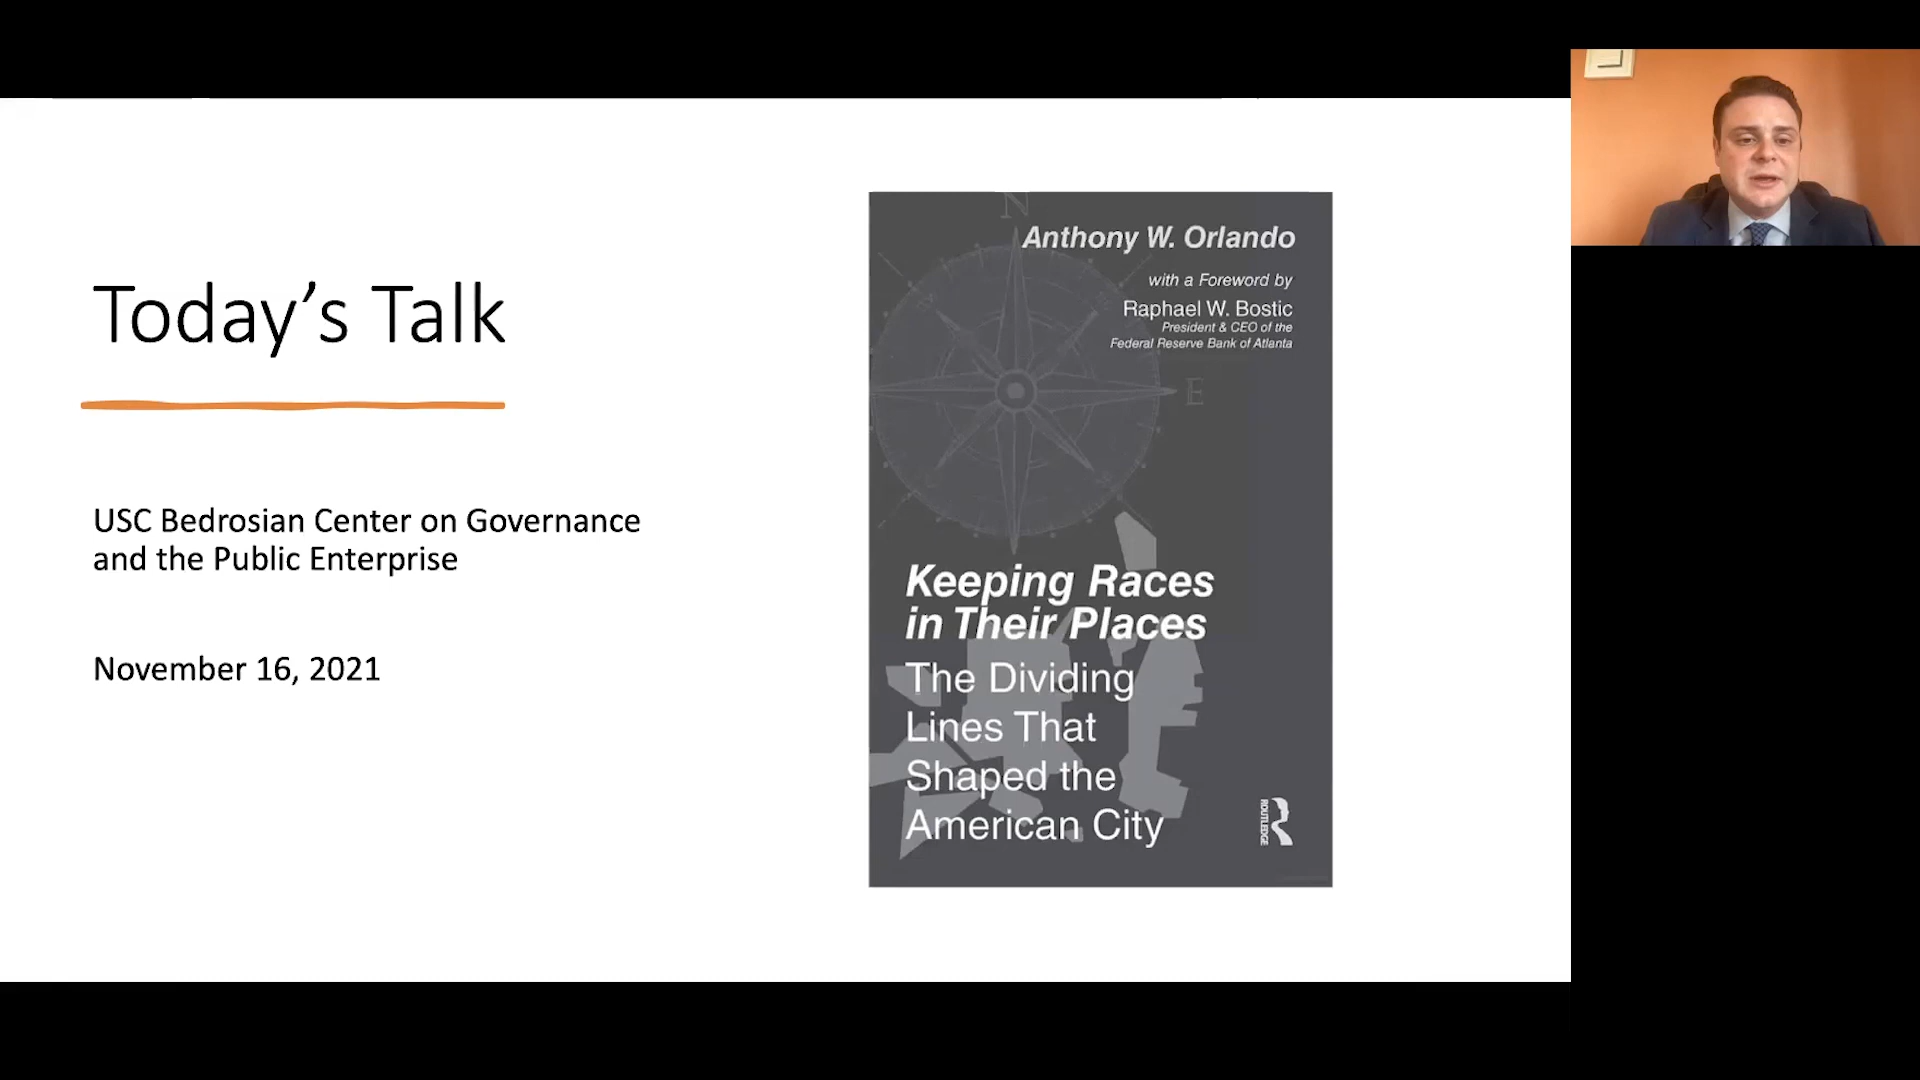 Today's Talk
USC Bedrosian Center on Governance
and the Public Enterprise
November 16, 2021
N
Anthony W. Orlando
with a Foreword by
Raphael W. Bostic
President & CEO of the
Federal Reserve Bank of Atlanta
E
Keeping Races
in Their Places
The Dividing
Lines That
Shaped the
American City
ROUTLEDGE